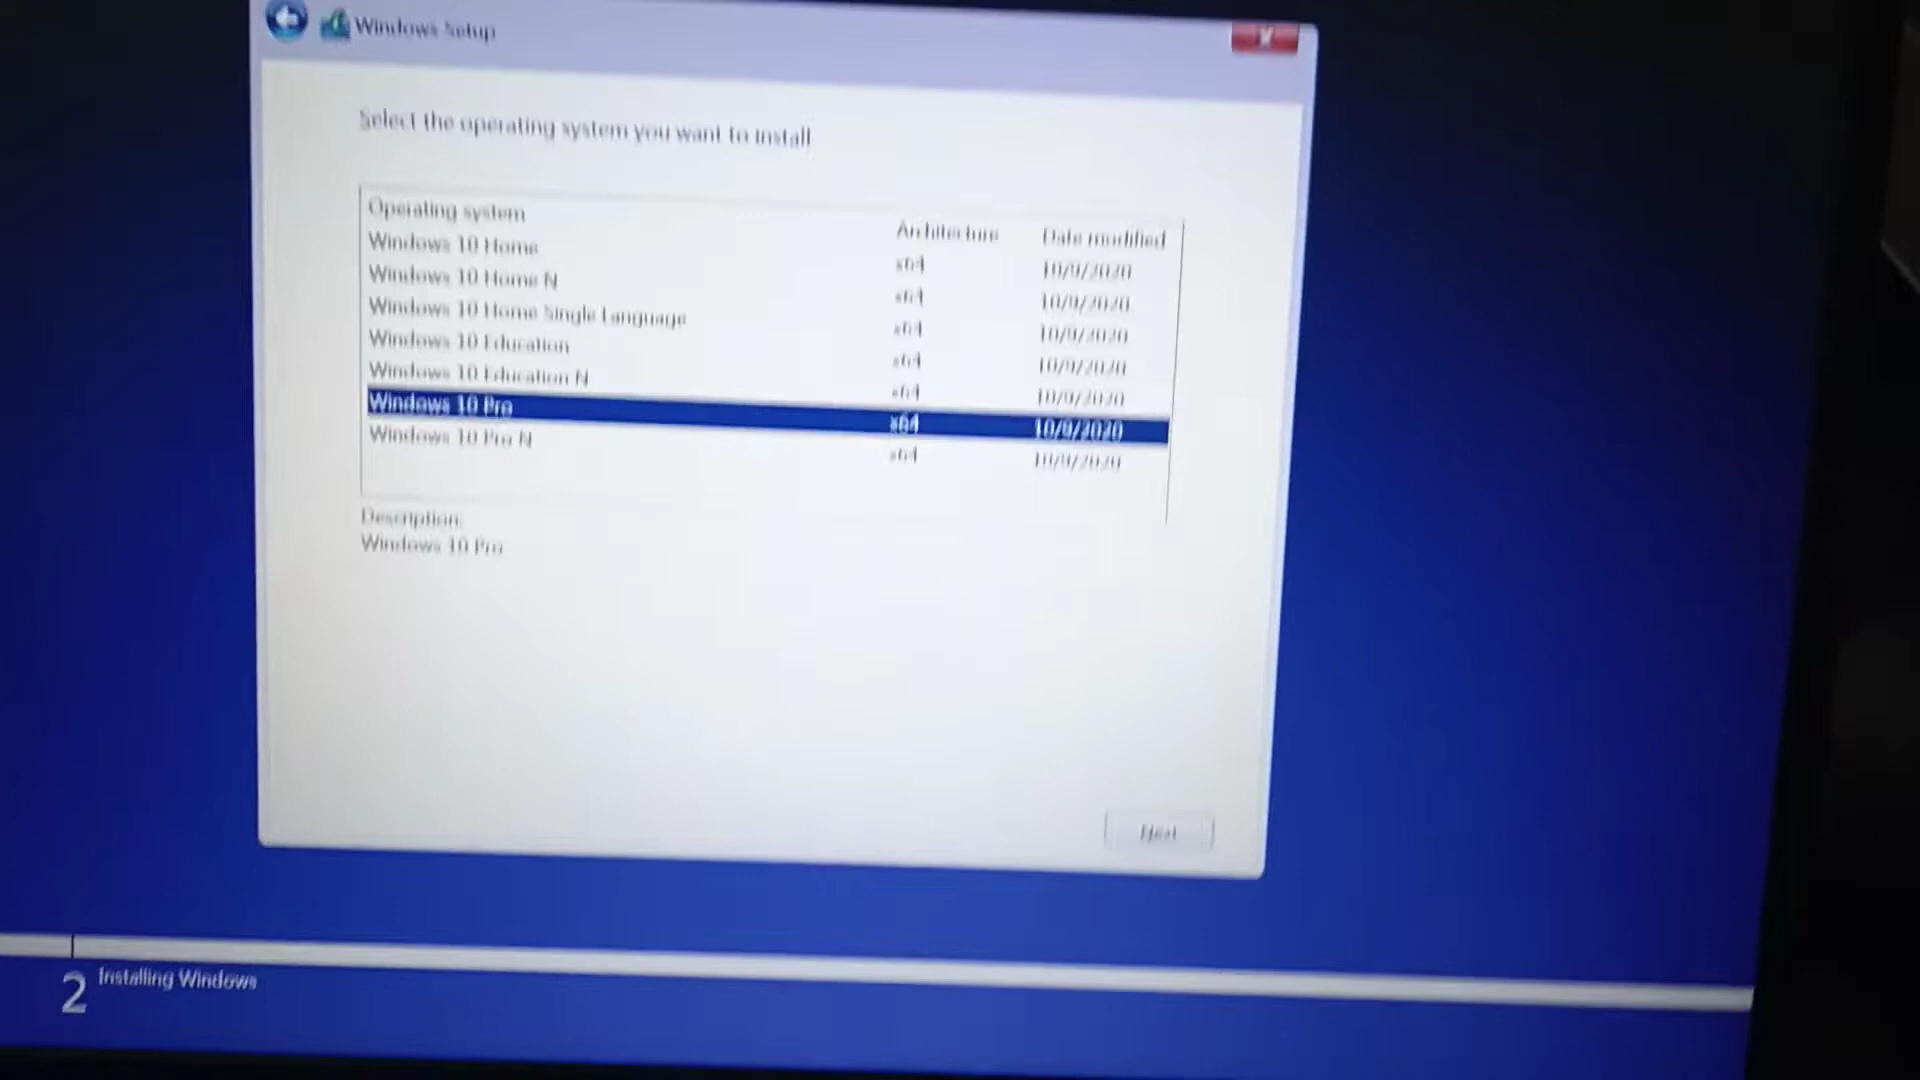 Windows Setup
Select the operating system you want to install
Operating system Architecture Date modified
Windows 10 Home x64 10/9/2020
Windows 10 Home N x64 10/9/2020
Windows 10 Home Single Language x64 10/9/2020
Windows 10 Education x64 10/9/2020
Windows 10 Education N x64 10/9/2020
Windows 10 Pro x64 10/9/2020
Windows 10 Pro N x64 10/9/2020
Description:
Windows 10 Pro
Next
2 Installing Windows